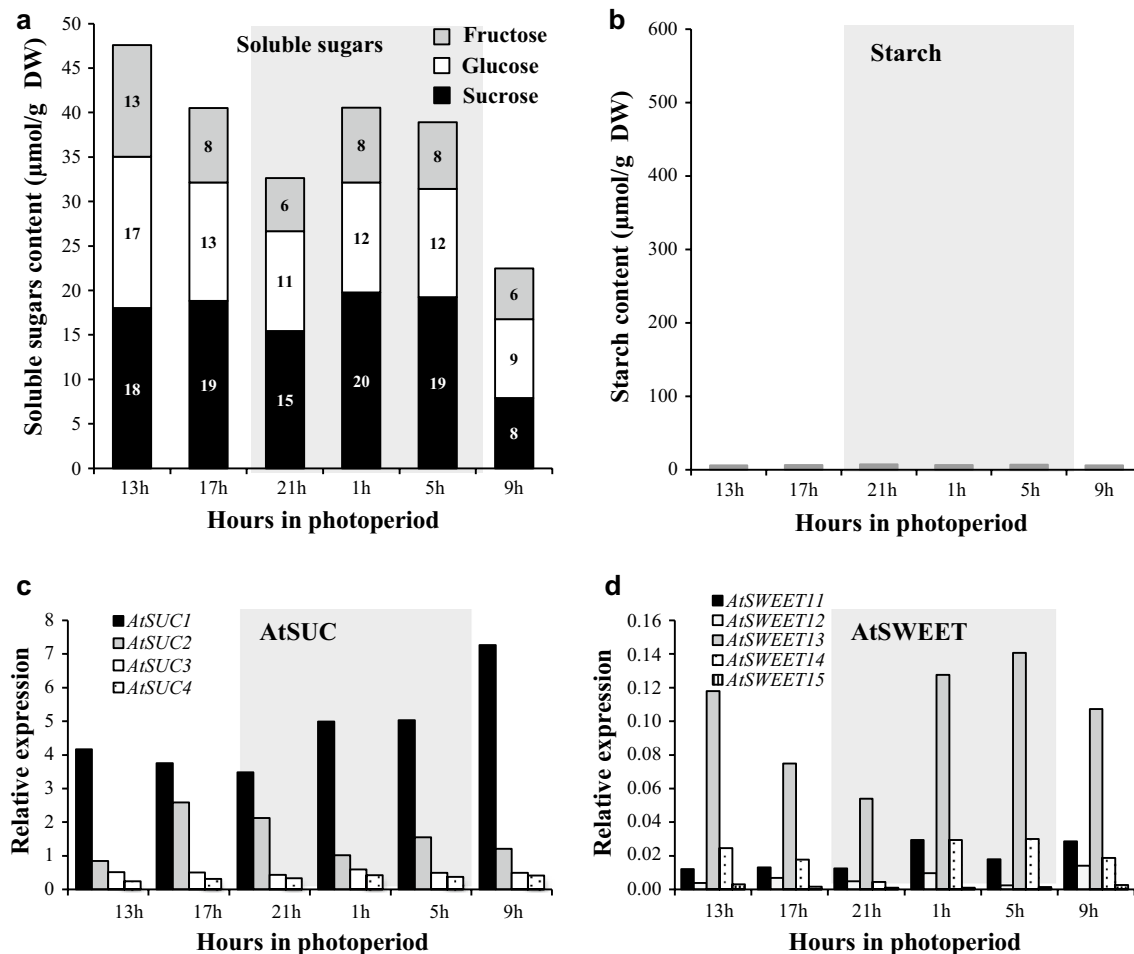 a
Soluble sugars content (µmol/g DW)
50
45
40
35
30
25
20
15
10
5
0
Soluble sugars
Fructose
Glucose
Sucrose
13
17
18
8
13
19
6
11
15
8
12
20
8
12
19
6
9
8
13h 17h 21h 1h 5h 9h
Hours in photoperiod
b
Starch content (µmol/g DW)
600
500
400
300
200
100
0
Starch
13h 17h 21h 1h 5h 9h
Hours in photoperiod
c
Relative expression
8
7
6
5
4
3
2
1
0
AtSUC1
AtSUC2
AtSUC3
AtSUC4
AtSUC
13h 17h 21h 1h 5h 9h
Hours in photoperiod
d
Relative expression
0.16
0.14
0.12
0.10
0.08
0.06
0.04
0.02
0.00
AtSWEET11
AtSWEET12
AtSWEET13
AtSWEET14
AtSWEET15
AtSWEET
13h 17h 21h 1h 5h 9h
Hours in photoperiod